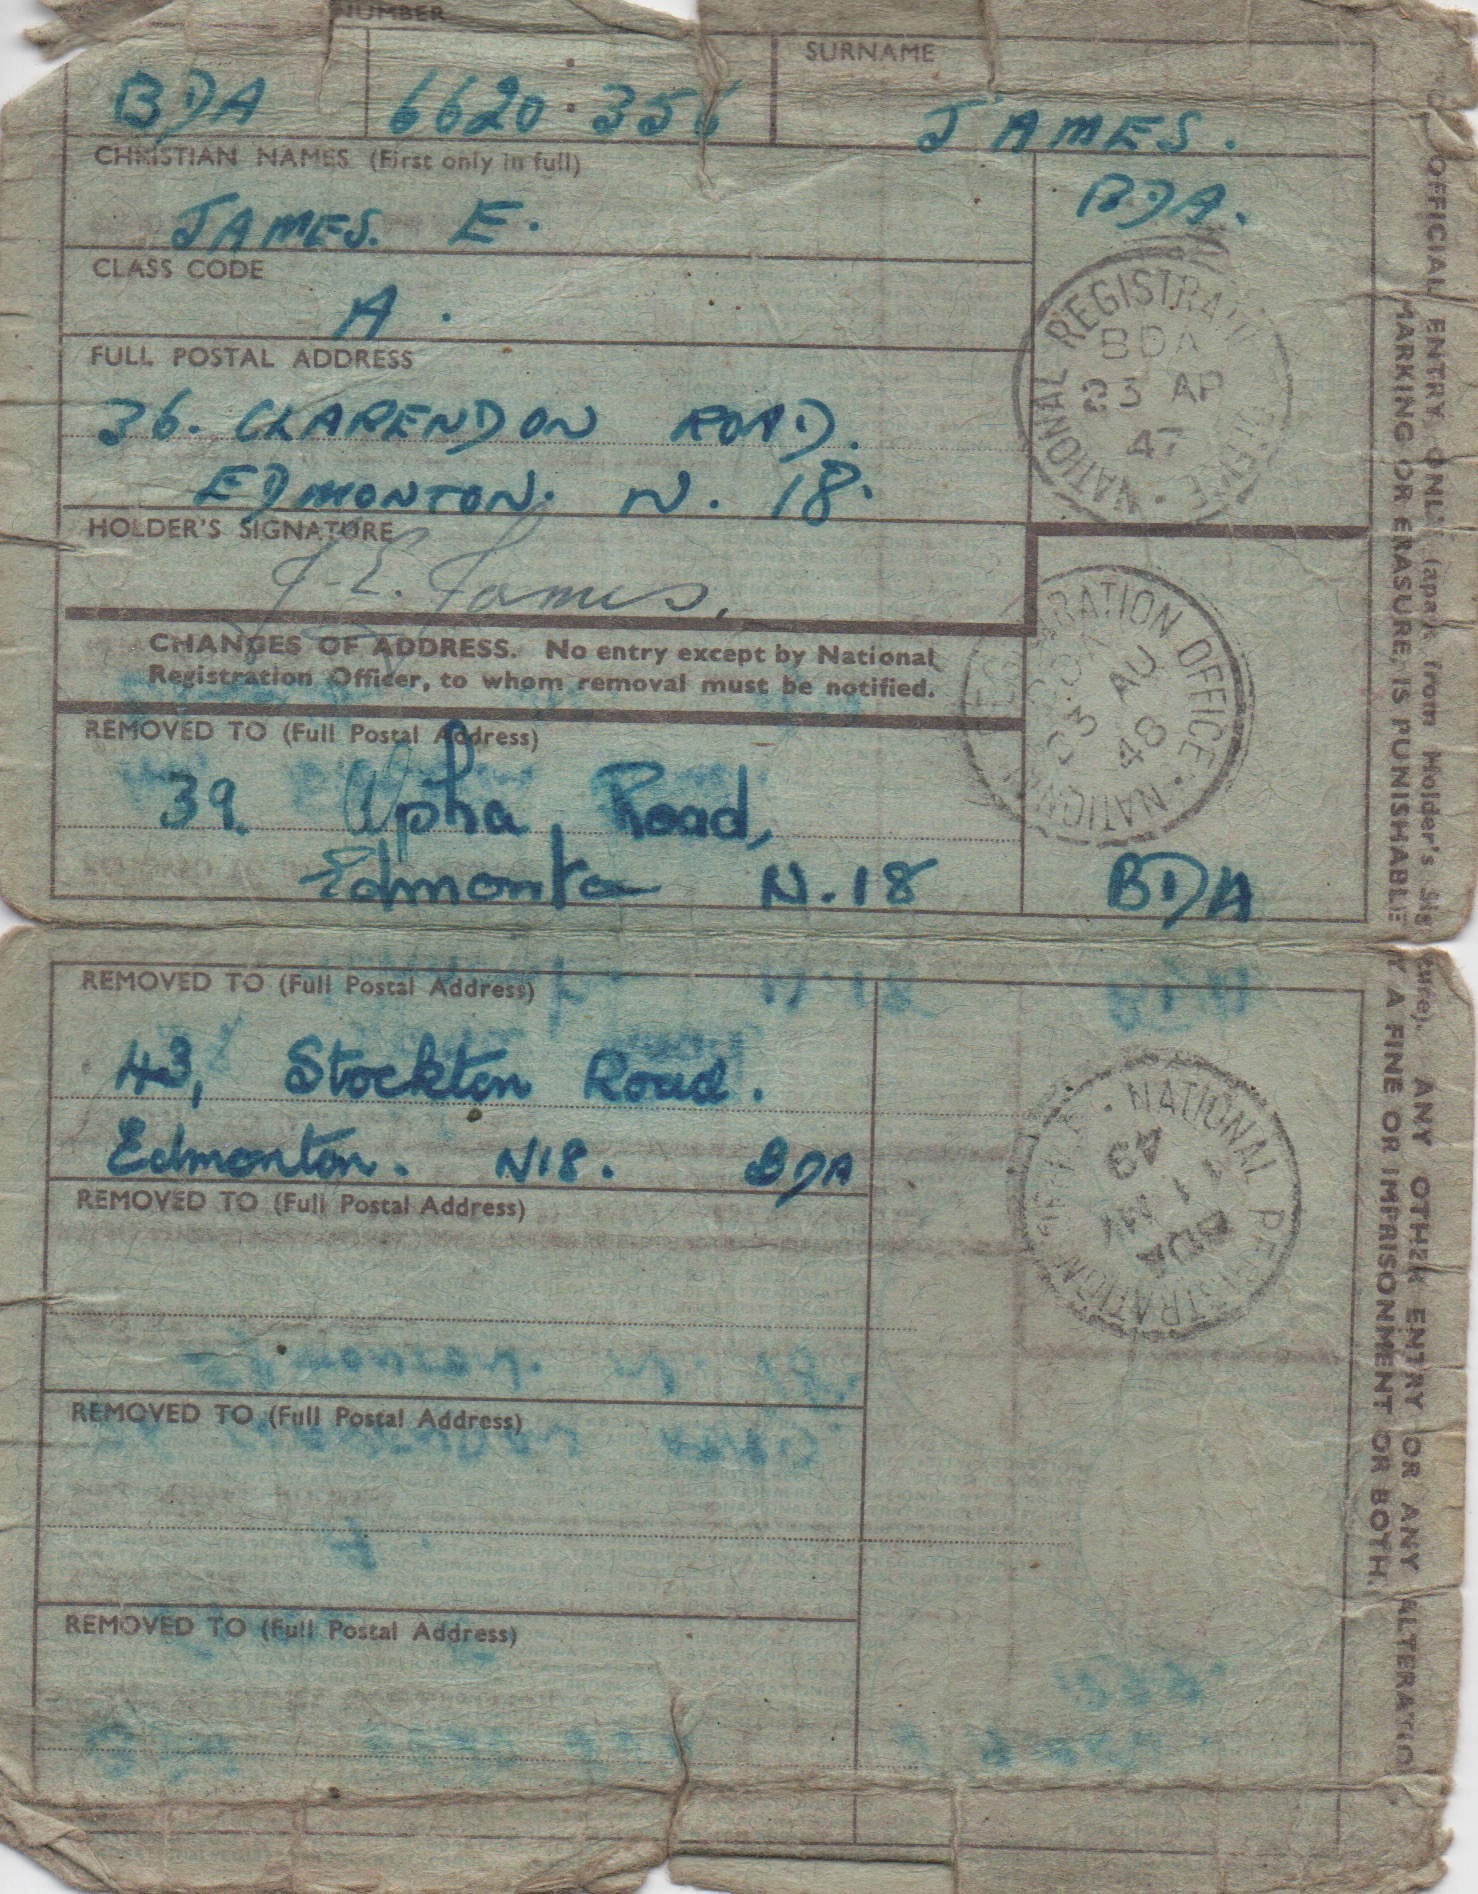 NUMBER
SURNAME
BDA 6620:356 JAMES.
CHRISTIAN NAMES (First only in full)
JAMES. E.
BDA.
CLASS CODE
A.
FULL POSTAL ADDRESS
36. CLARENDON ROAD.
EDMONTON. N. 18.
NATIONAL REGISTRATION
BDA
23 AP
47
HOLDER'S SIGNATURE
J. E. James.
CHANGES OF ADDRESS. No entry except by National
Registration Officer, to whom removal must be notified.
REMOVED TO (Full Postal Address)
39. Alpha, Road,
Edmonton N.18
BDA
REGISTRATION OFFICE · NATIONAL
BDA
23 AU
48
REMOVED TO (Full Postal Address)
43, Stockton Road.
Edmonton. N18. BDA
NATIONAL REGISTRATION OFFICE
BDA
49
REMOVED TO (Full Postal Address)
REMOVED TO (Full Postal Address)
REMOVED TO (Full Postal Address)
OFFICIAL ENTRY ONLY (apart from Holder's Signature). ANY OTHER ENTRY OR ANY ALTERATION,
MARKING OR ERASURE, IS PUNISHABLE BY A FINE OR IMPRISONMENT OR BOTH.